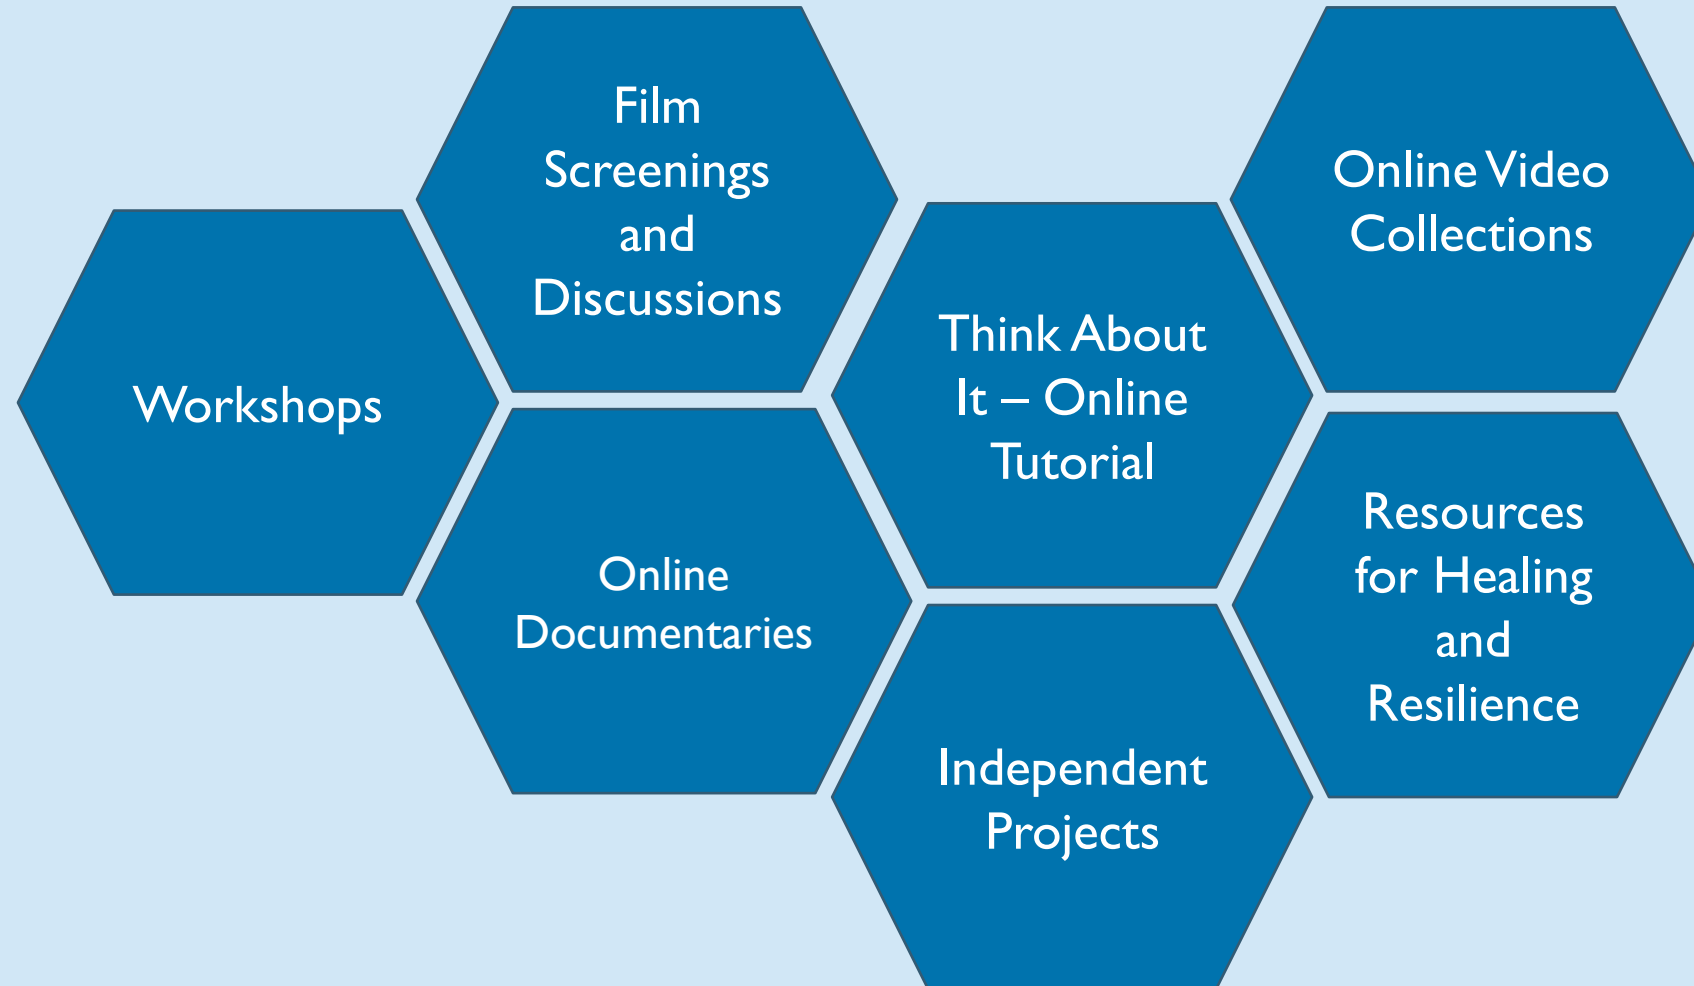 Workshops
Film
Screenings
and
Discussions
Online
Documentaries
Think About
It – Online
Tutorial
Independent
Projects
Online Video
Collections
Resources
for Healing
and
Resilience